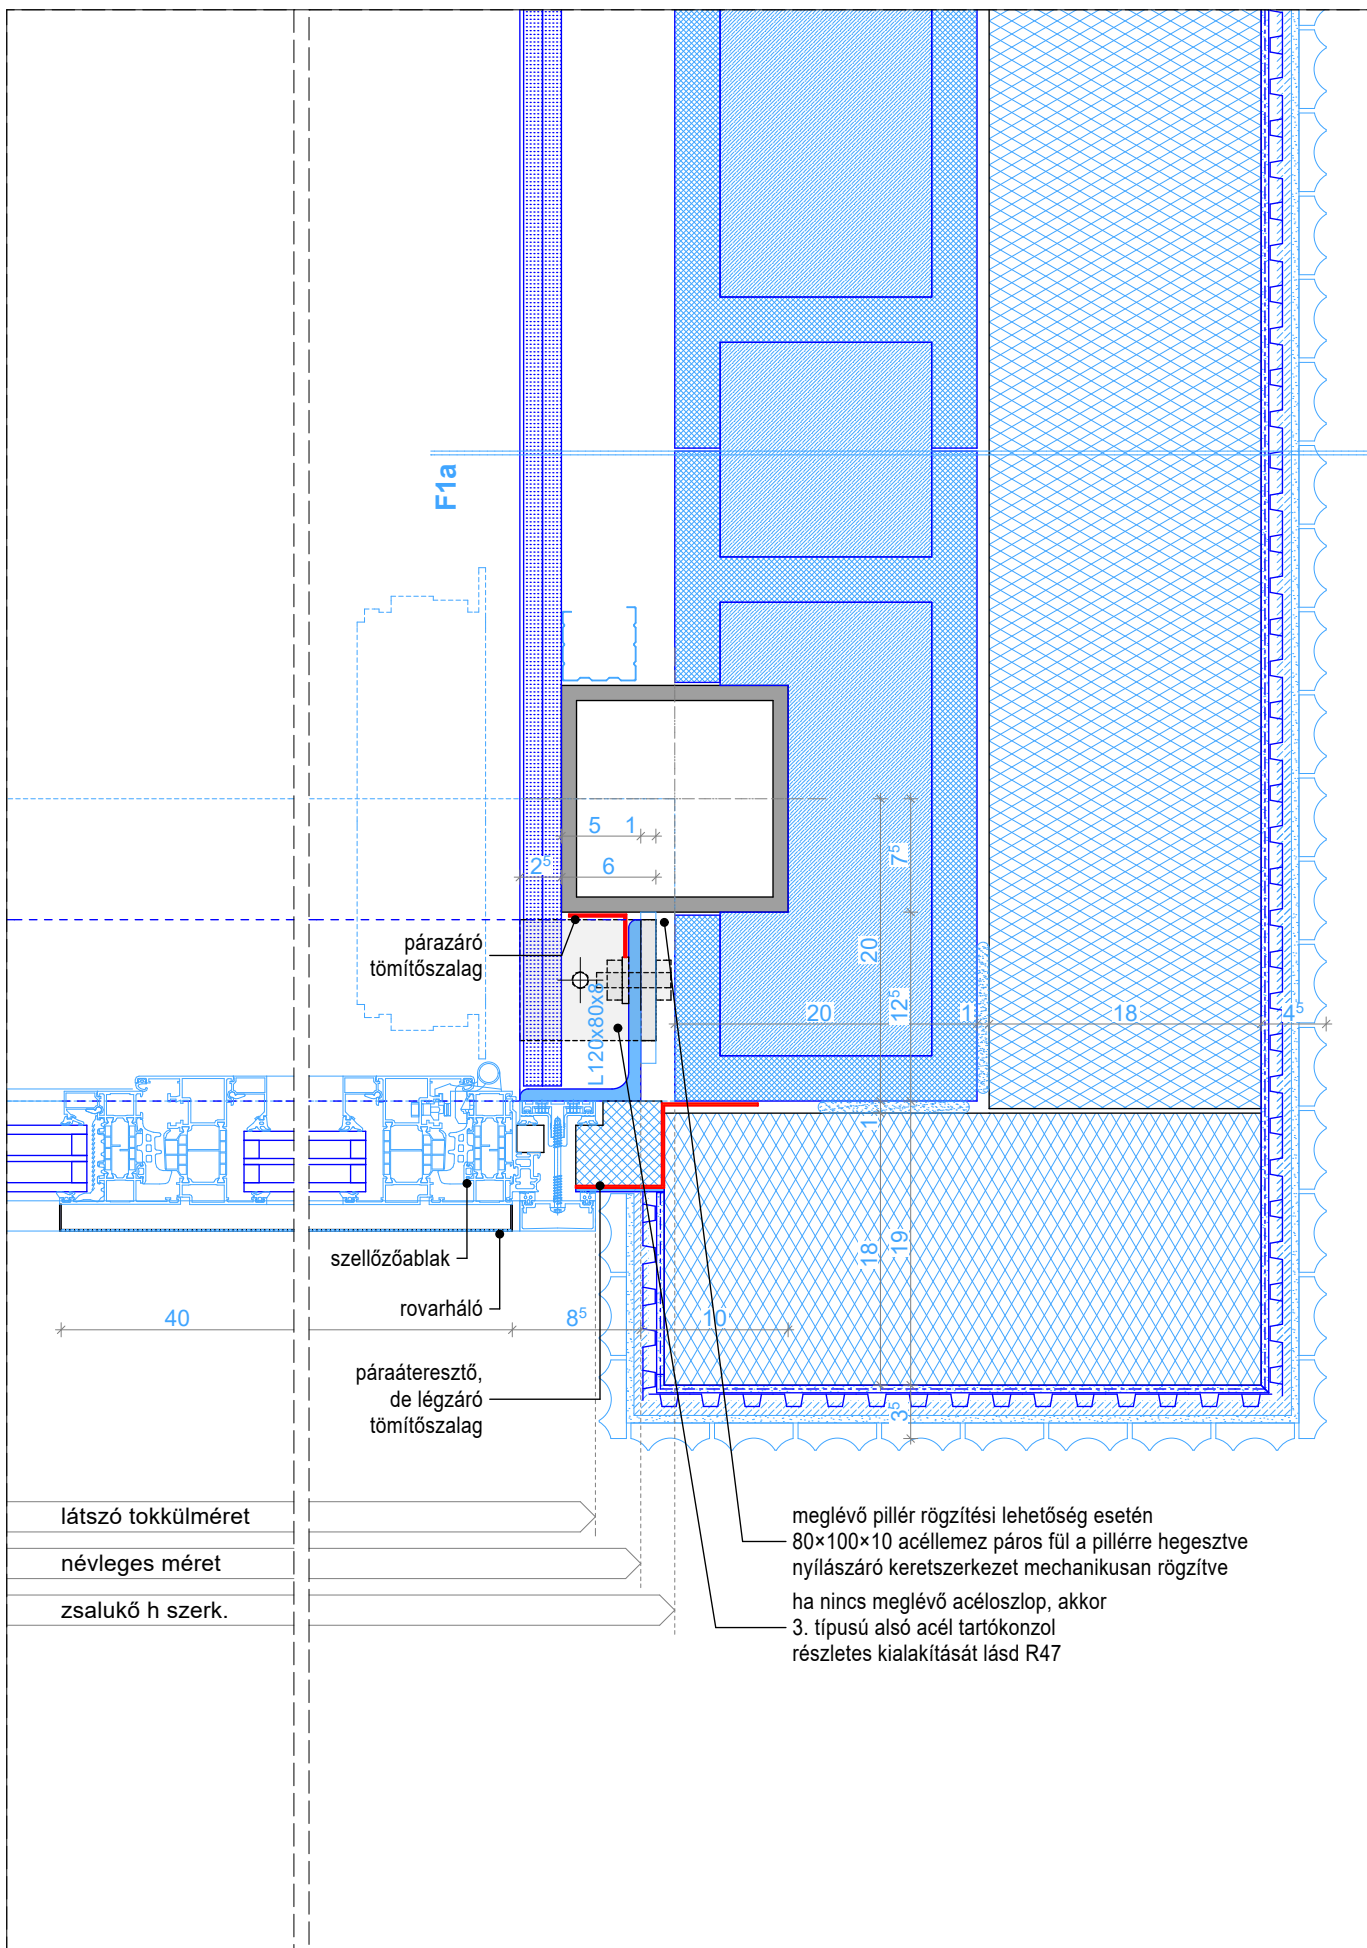 F1a
5
1
2⁵
6
7⁵
párazáró
tömítőszalag
20
12⁵
L120x80x8
20
1
18
4⁵
1
szellőzőablak
18
19
rovarháló
40
8⁵
10
páraáteresztő,
de légzáró
tömítőszalag
3⁵
látszó tokkülméret
névleges méret
zsalukő h szerk.
meglévő pillér rögzítési lehetőség esetén
80×100×10 acéllemez páros fül a pillérre hegesztve
nyílászáró keretszerkezet mechanikusan rögzítve
ha nincs meglévő acéloszlop, akkor
3. típusú alsó acél tartókonzol
részletes kialakítását lásd R47